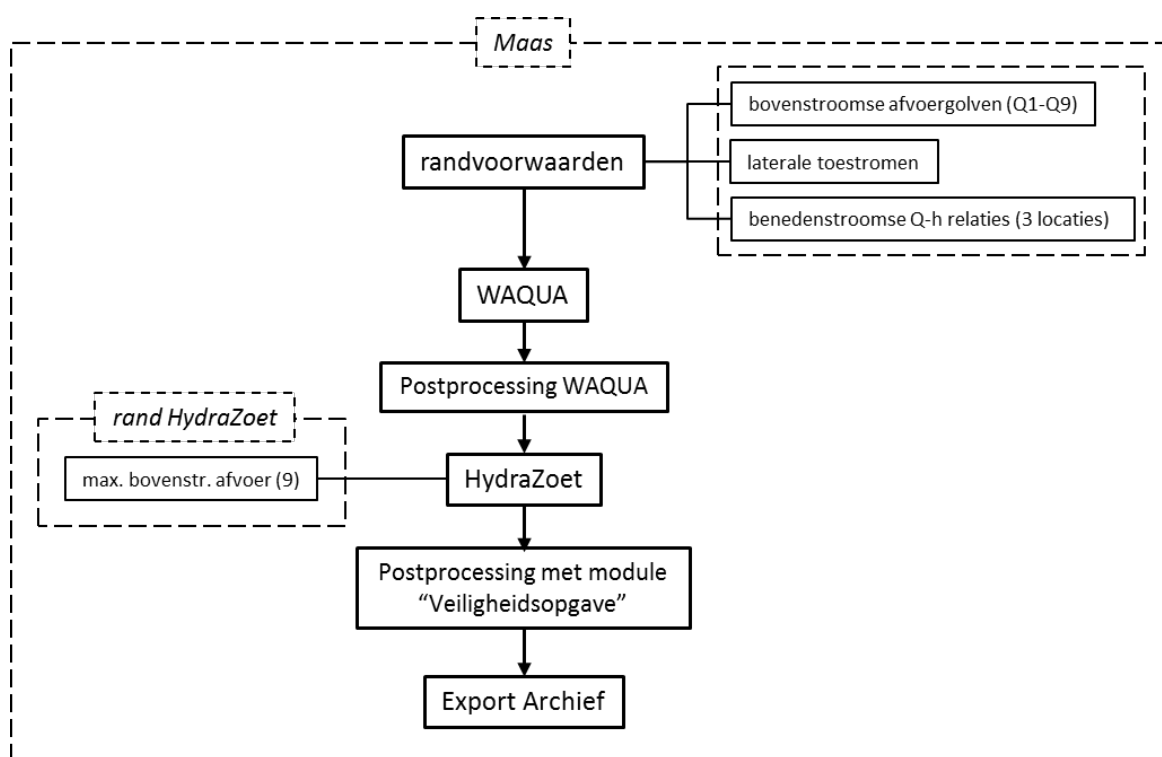 Maas
bovenstroomse afvoergolven (Q1-Q9)
randvoorwaarden
laterale toestromen
benedenstroomse Q-h relaties (3 locaties)
WAQUA
Postprocessing WAQUA
rand HydraZoet
max. bovenstr. afvoer (9)
HydraZoet
Postprocessing met module
“Veiligheidsopgave”
Export Archief